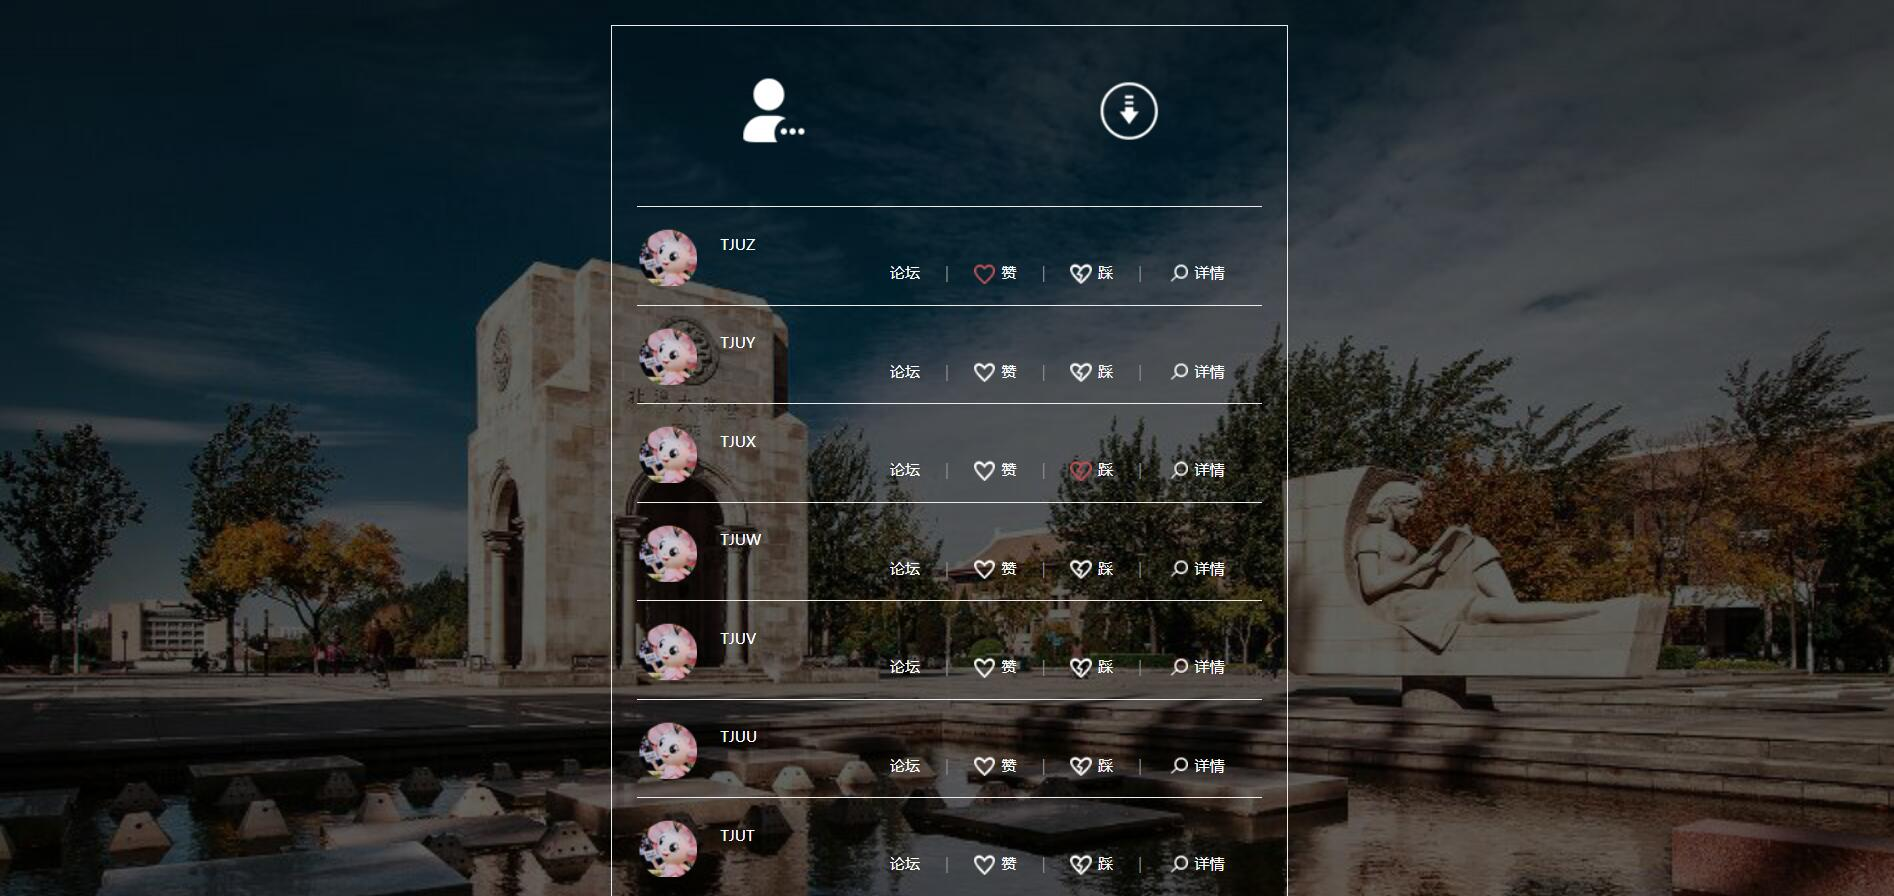 TJUZ
论坛 | 赞 | 踩 | 详情
TJUY
论坛 | 赞 | 踩 | 详情
TJUX
论坛 | 赞 | 踩 | 详情
TJUW
论坛 | 赞 | 踩 | 详情
TJUV
论坛 | 赞 | 踩 | 详情
TJUU
论坛 | 赞 | 踩 | 详情
TJUT
论坛 | 赞 | 踩 | 详情